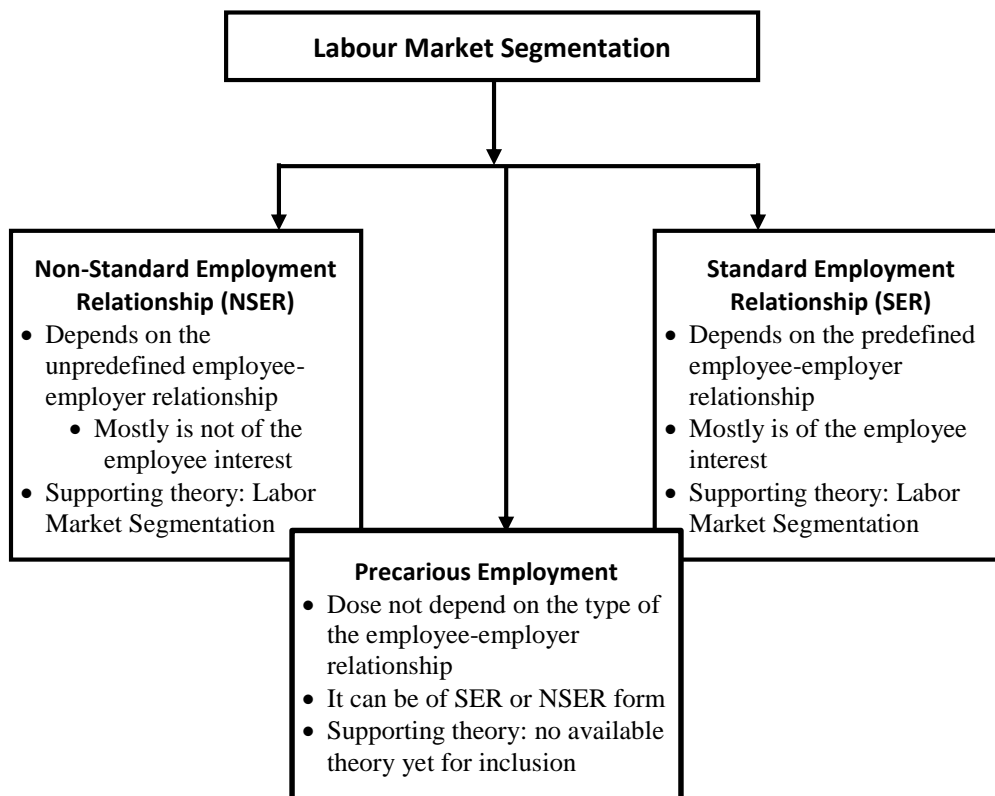 Labour Market Segmentation
Non-Standard Employment
Relationship (NSER)
• Depends on the
unpredefined employee-
employer relationship
• Mostly is not of the
employee interest
• Supporting theory: Labor
Market Segmentation
Standard Employment
Relationship (SER)
• Depends on the predefined
employee-employer
relationship
• Mostly is of the employee
interest
• Supporting theory: Labor
Market Segmentation
Precarious Employment
• Dose not depend on the type of
the employee-employer
relationship
• It can be of SER or NSER form
• Supporting theory: no available
theory yet for inclusion